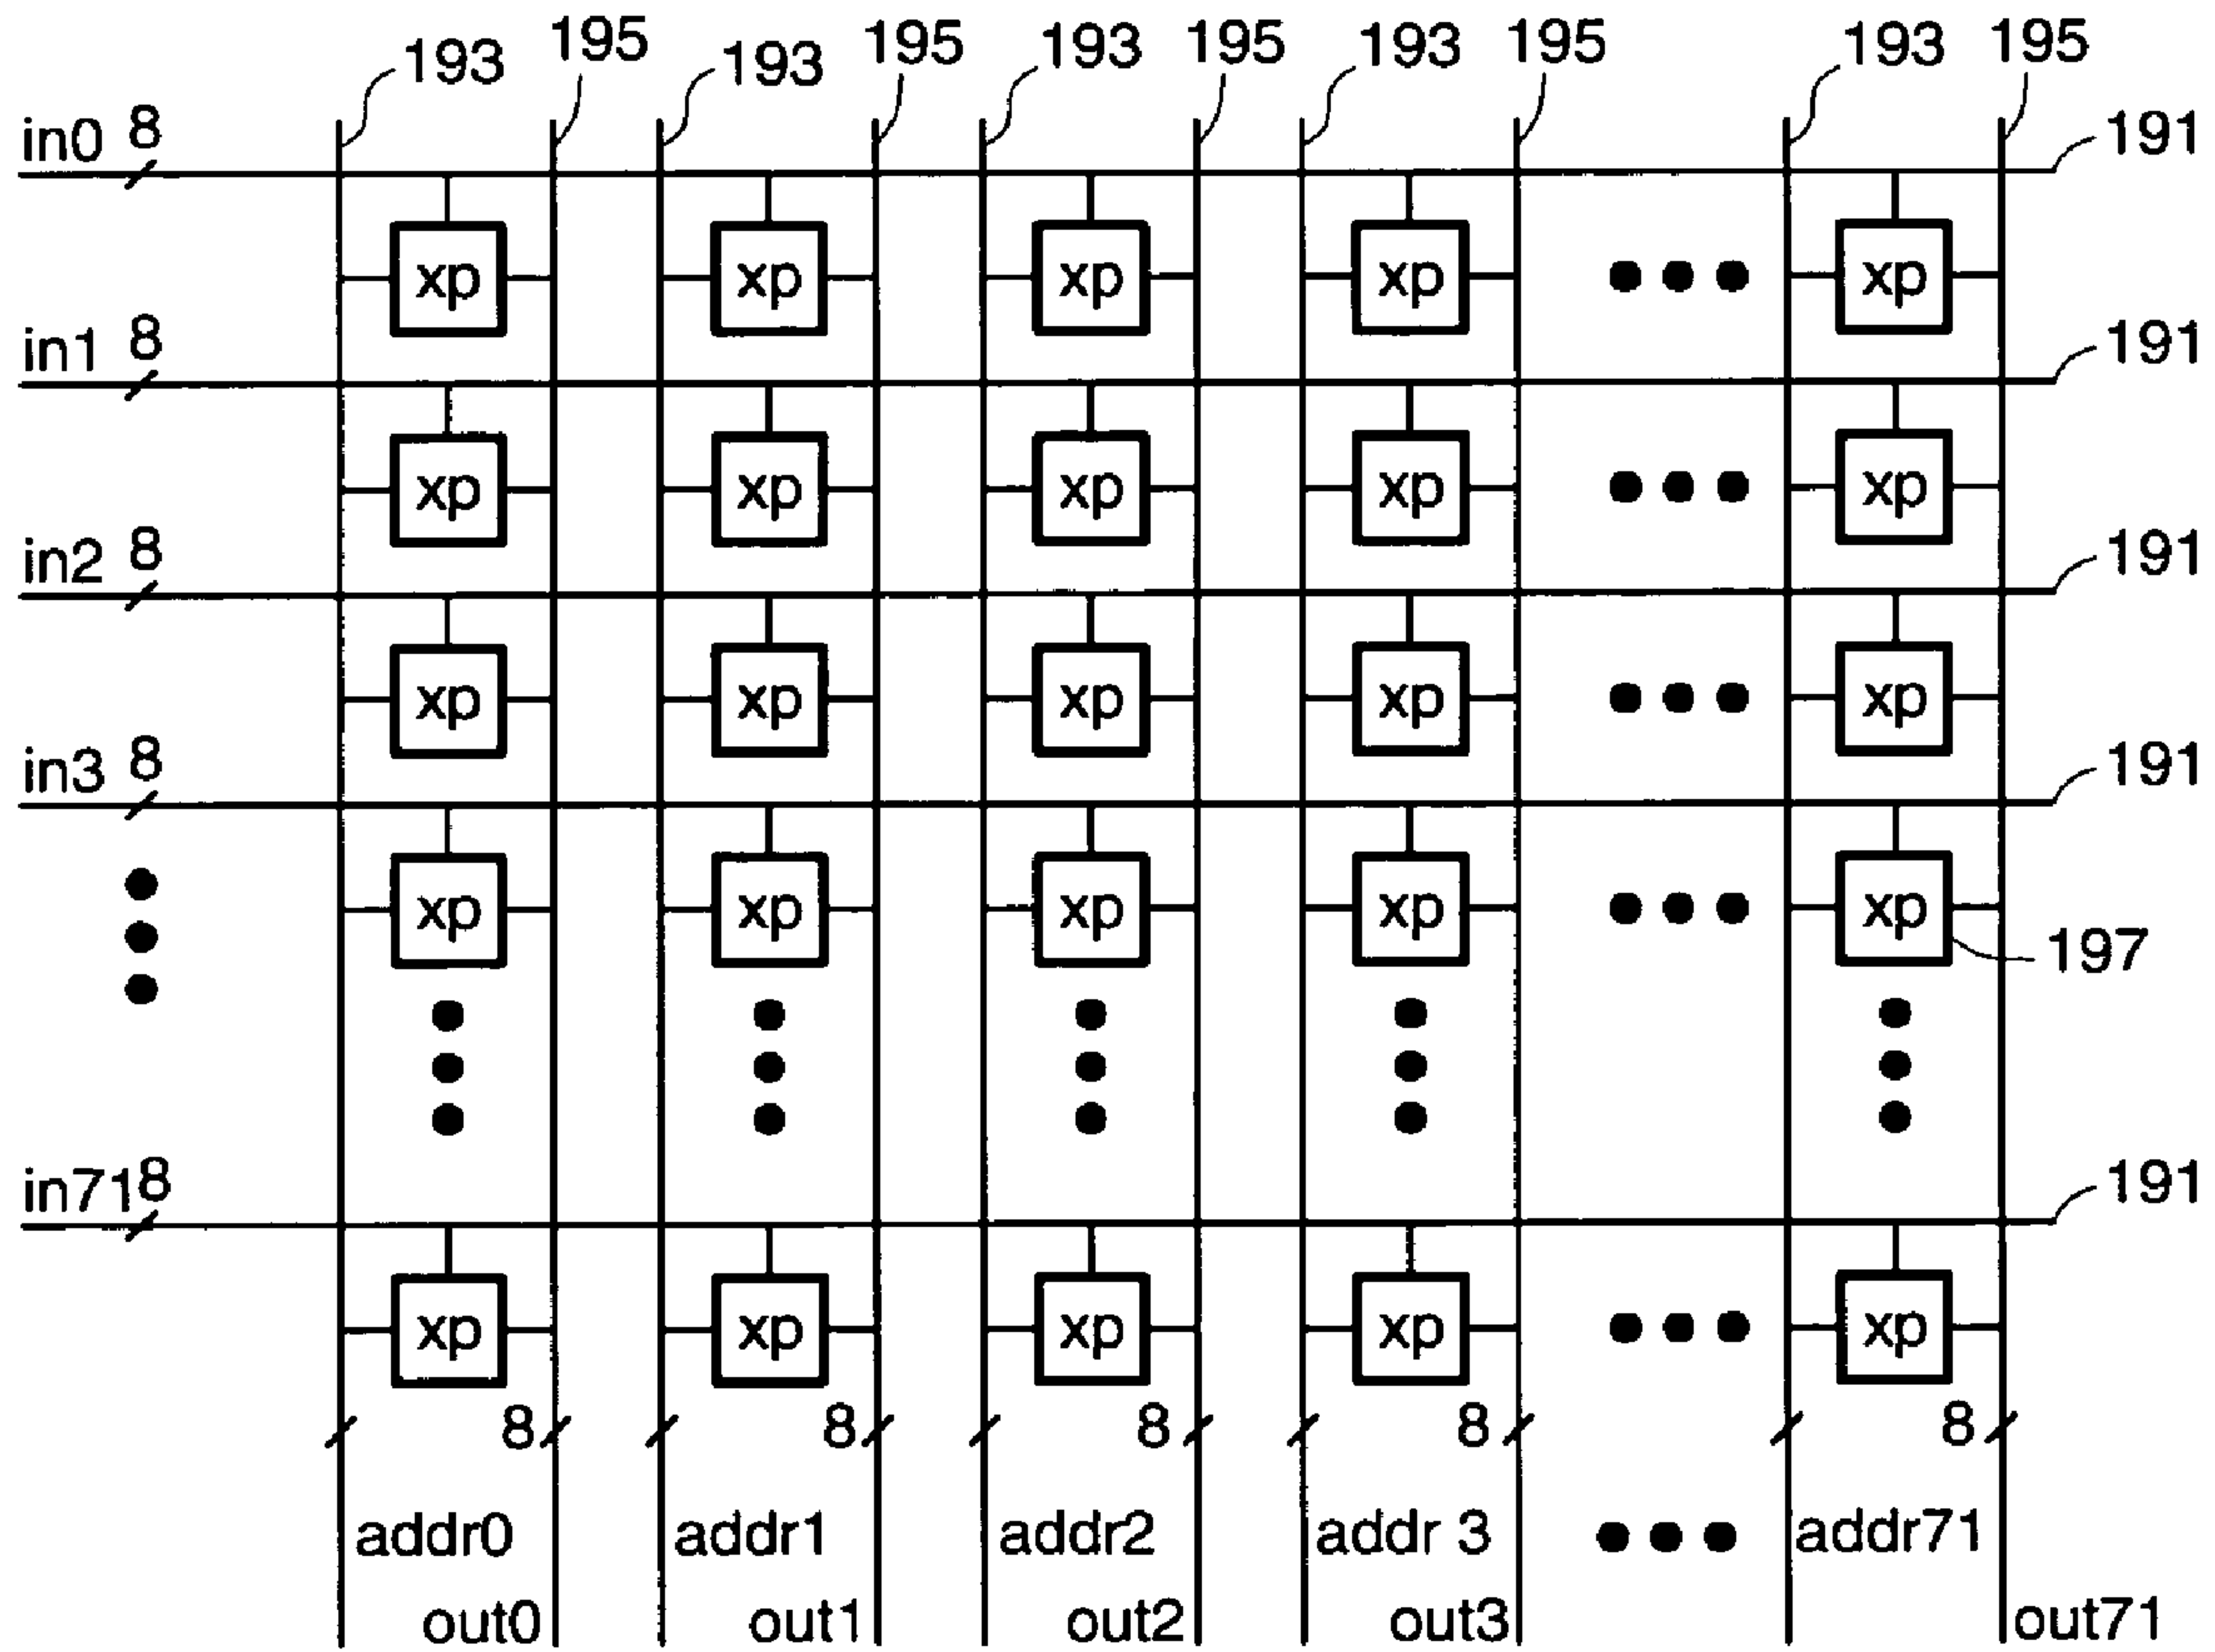 193 195 193 195 193 195 193 195 193 195
in0 8 191
xp xp xp xp xp
in1 8 191
xp xp xp xp xp
in2 8 191
xp xp xp xp xp
in3 8 191
xp xp xp xp xp
197
in71 8 191
xp xp xp xp xp
8 8 8 8 8
addr0 addr1 addr2 addr 3 addr71
out0 out1 out2 out3 out71